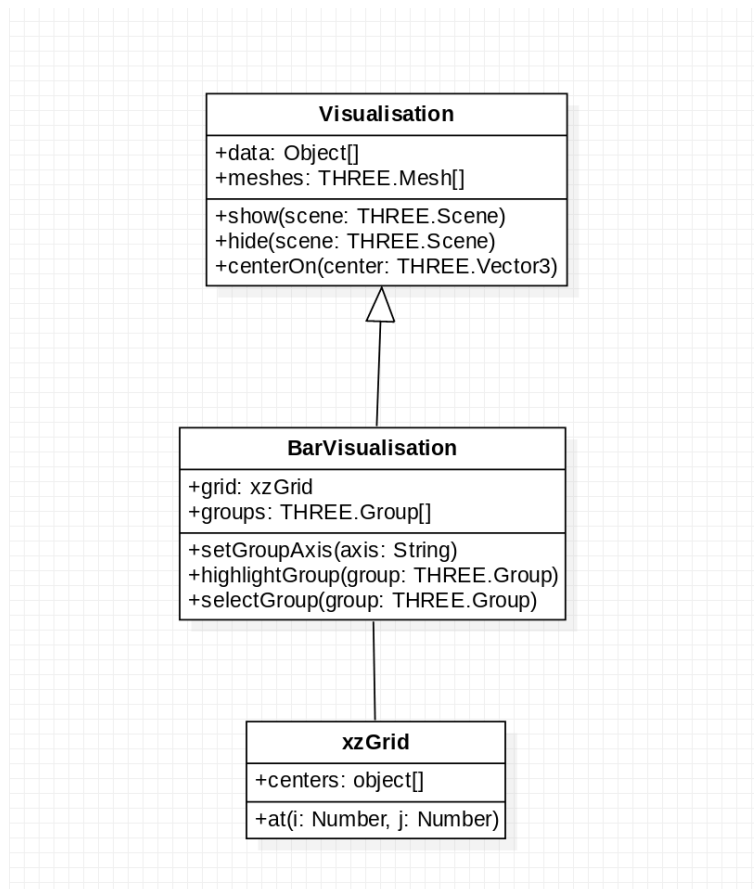 Visualisation
+data: Object[]
+meshes: THREE.Mesh[]
+show(scene: THREE.Scene)
+hide(scene: THREE.Scene)
+centerOn(center: THREE.Vector3)
BarVisualisation
+grid: xzGrid
+groups: THREE.Group[]
+setGroupAxis(axis: String)
+highlightGroup(group: THREE.Group)
+selectGroup(group: THREE.Group)
xzGrid
+centers: object[]
+at(i: Number, j: Number)